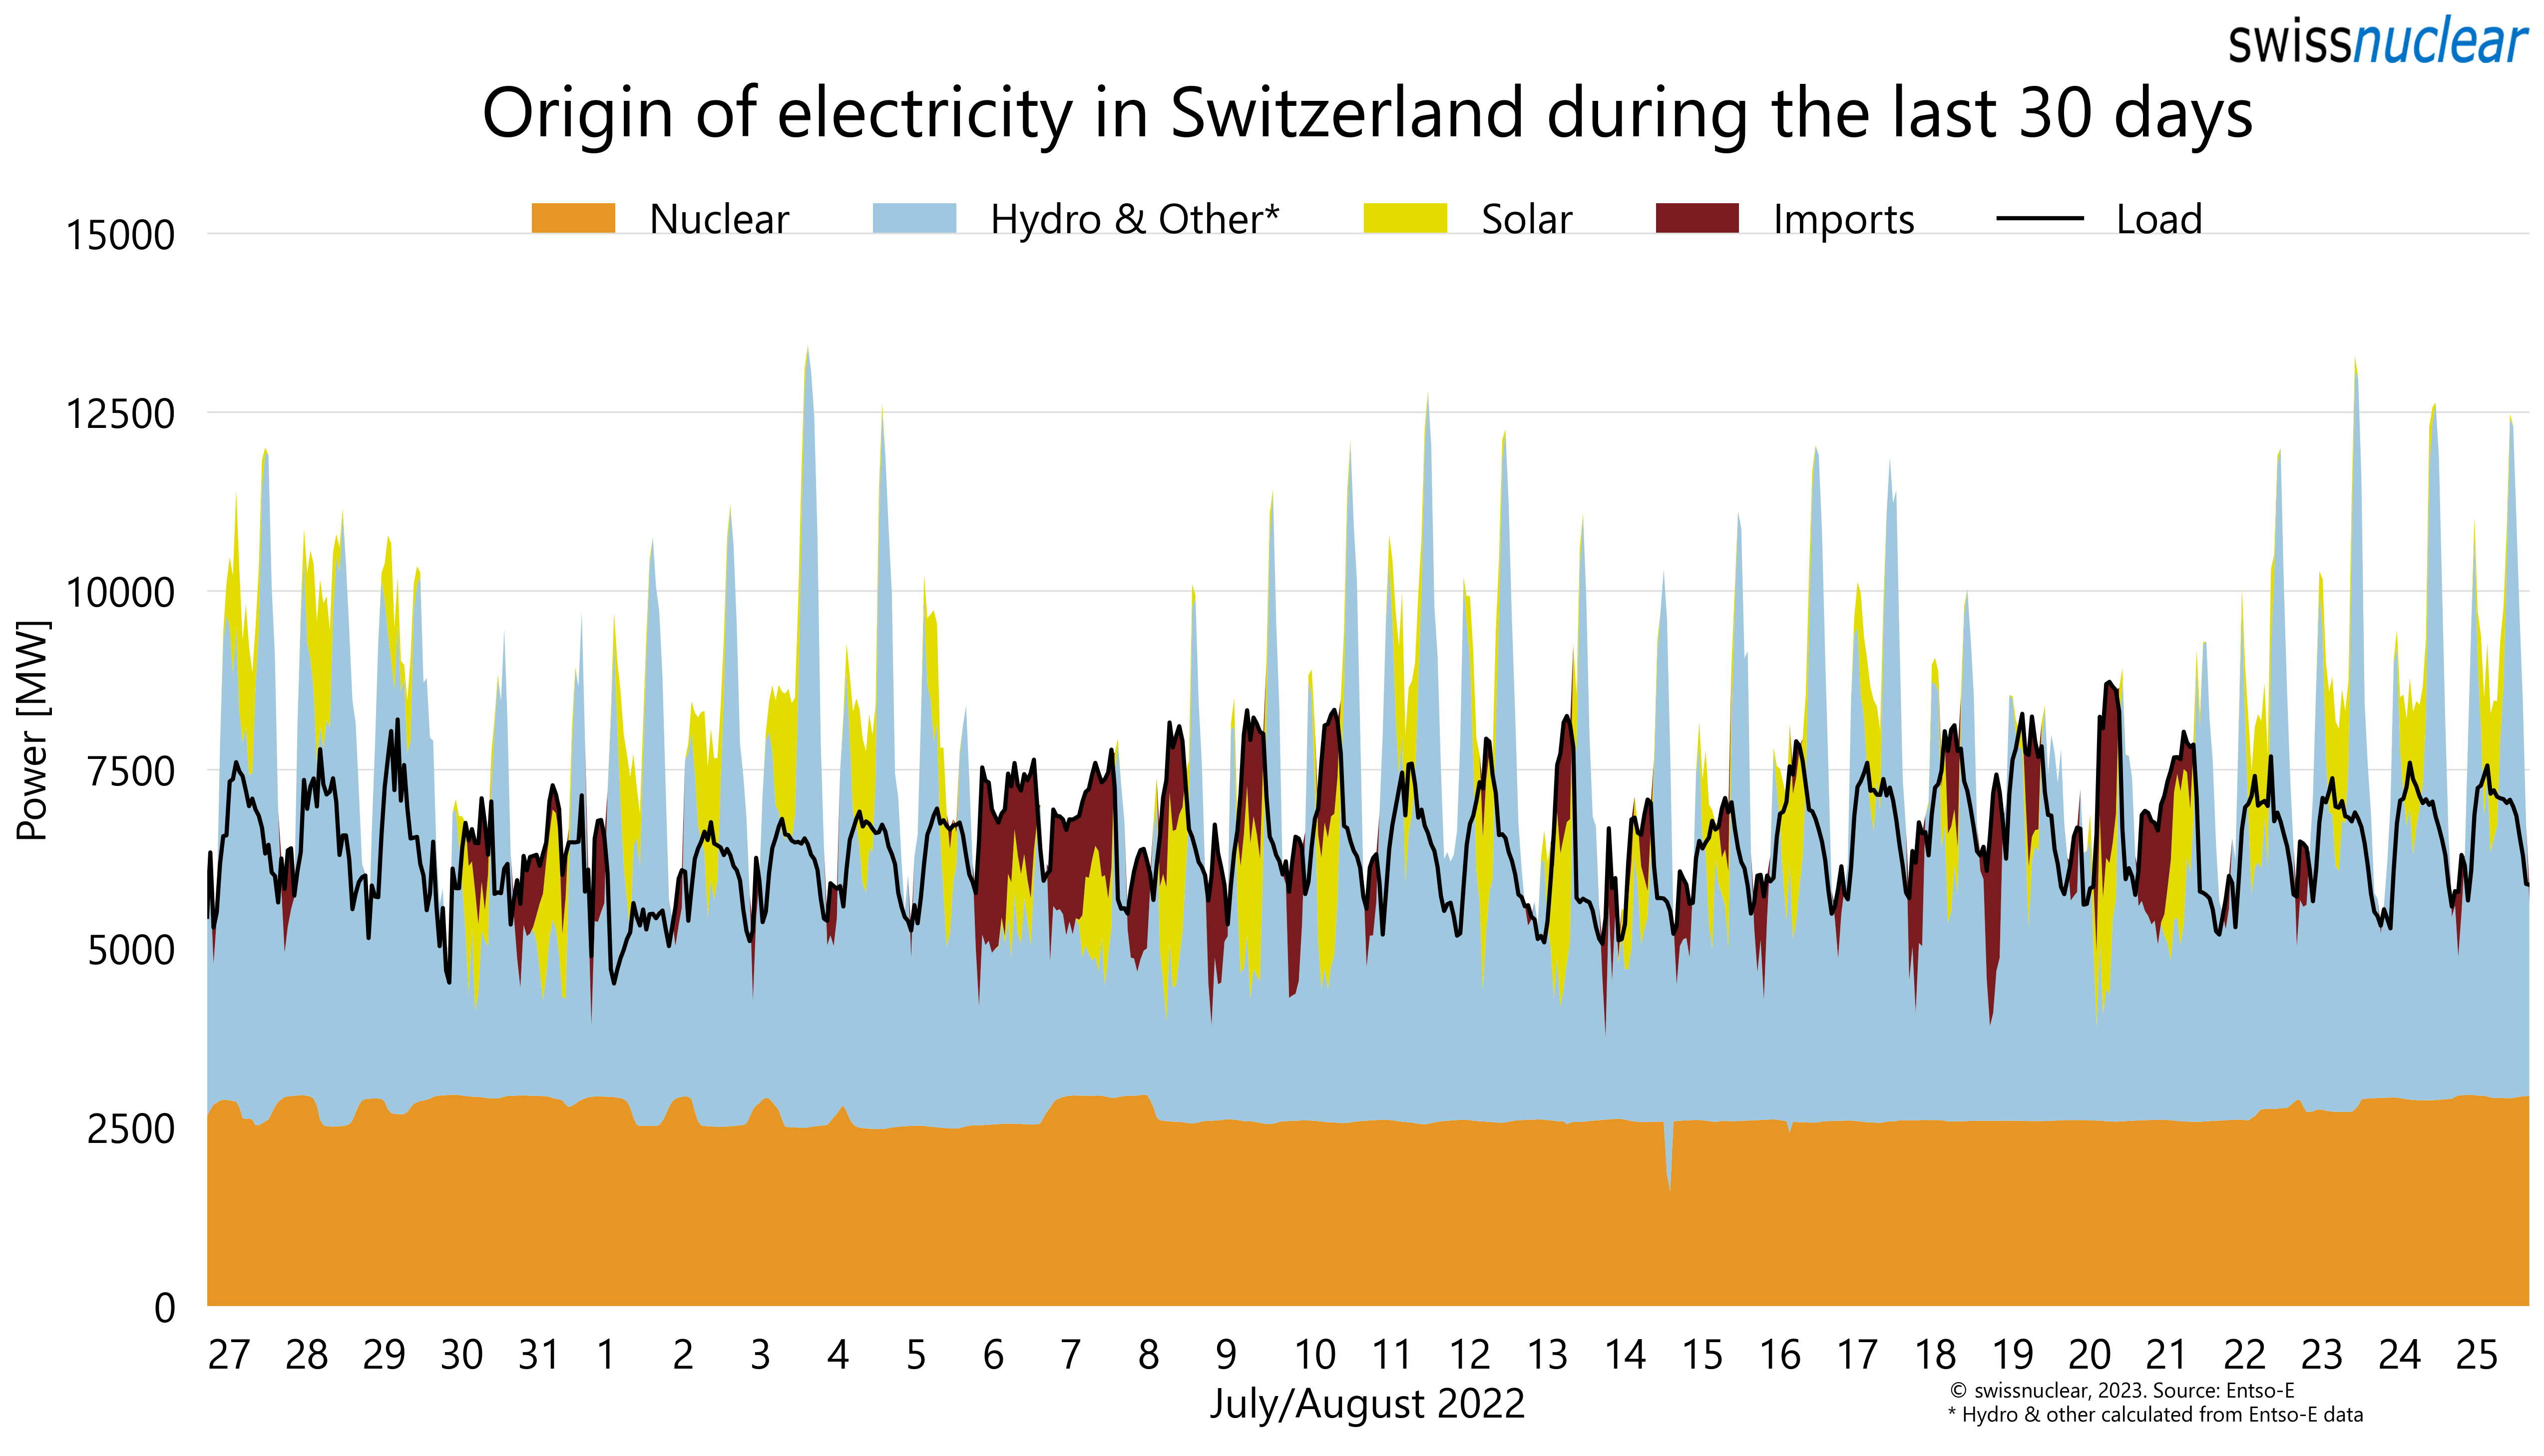 swissnuclear
Origin of electricity in Switzerland during the last 30 days
Nuclear Hydro & Other* Solar Imports Load
15000
12500
10000
7500
5000
2500
0
Power [MW]
27 28 29 30 31 1 2 3 4 5 6 7 8 9 10 11 12 13 14 15 16 17 18 19 20 21 22 23 24 25
July/August 2022
© swissnuclear, 2023. Source: Entso-E
* Hydro & other calculated from Entso-E data